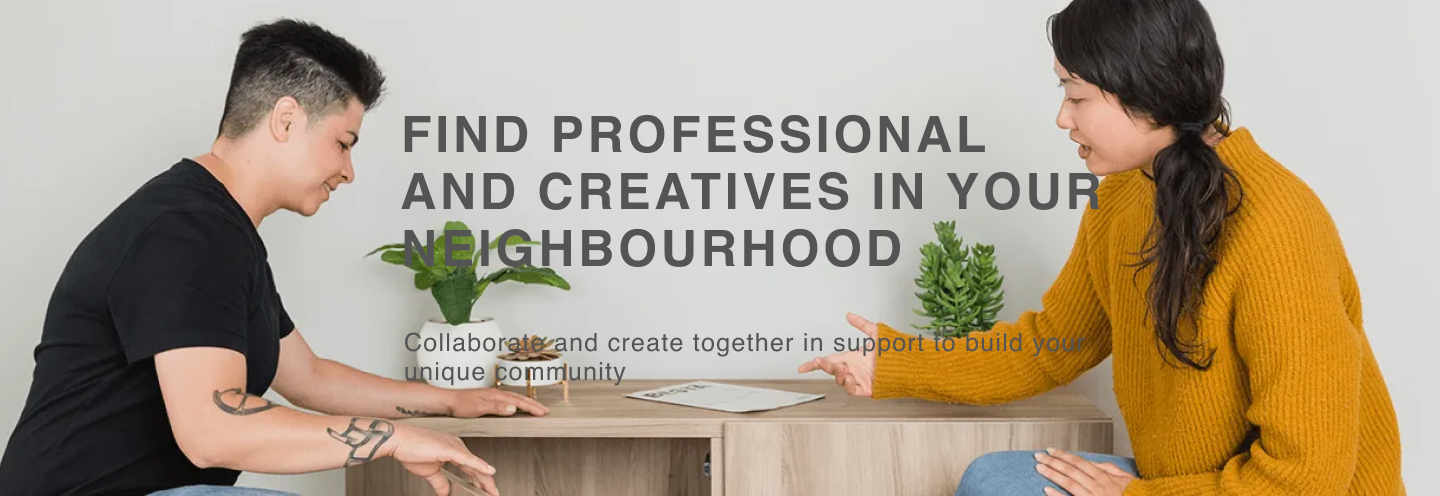 FIND PROFESSIONAL
AND CREATIVES IN YOUR
NEIGHBOURHOOD
Collaborate and create together in support to build your
unique community